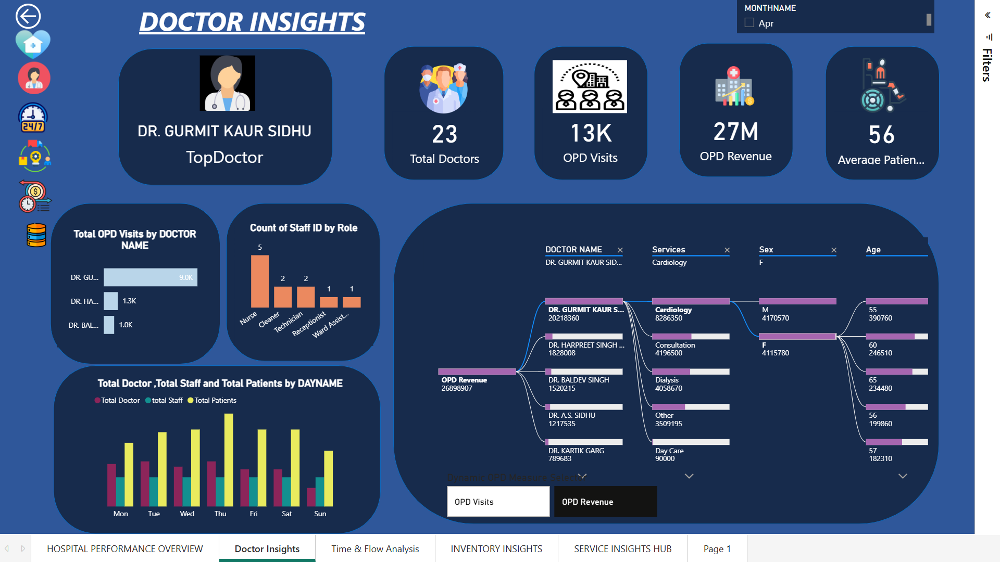 DOCTOR INSIGHTS
MONTHNAME
Apr
Filters
24/7
DR. GURMIT KAUR SIDHU
TopDoctor
23
Total Doctors
13K
OPD Visits
27M
OPD Revenue
56
Average Patien...
Total OPD Visits by DOCTOR
NAME
DR. GU... 9.0K
DR. HA... 1.3K
DR. BAL... 1.0K
Count of Staff ID by Role
5
2
2
1
1
Nurse
Cleaner
Technician
Receptionist
Ward Assist...
Total Doctor ,Total Staff and Total Patients by DAYNAME
Total Doctor total Staff Total Patients
Mon Tue Wed Thu Fri Sat Sun
DOCTOR NAME
DR. GURMIT KAUR SID...
Services
Cardiology
Sex
F
Age
OPD Revenue
26898907
DR. GURMIT KAUR S...
20218360
DR. HARPREET SINGH ...
1828008
DR. BALDEV SINGH
1520215
DR. A.S. SIDHU
1217535
DR. KARTIK GARG
789683
Cardiology
8286350
Consultation
4196500
Dialysis
4058670
Other
3509195
Day Care
90000
M
4170570
F
4115780
55
390760
60
246510
65
234480
56
199860
57
182310
Dynamic OPD Measure Selector
OPD Visits
OPD Revenue
HOSPITAL PERFORMANCE OVERVIEW
Doctor Insights
Time & Flow Analysis
INVENTORY INSIGHTS
SERVICE INSIGHTS HUB
Page 1